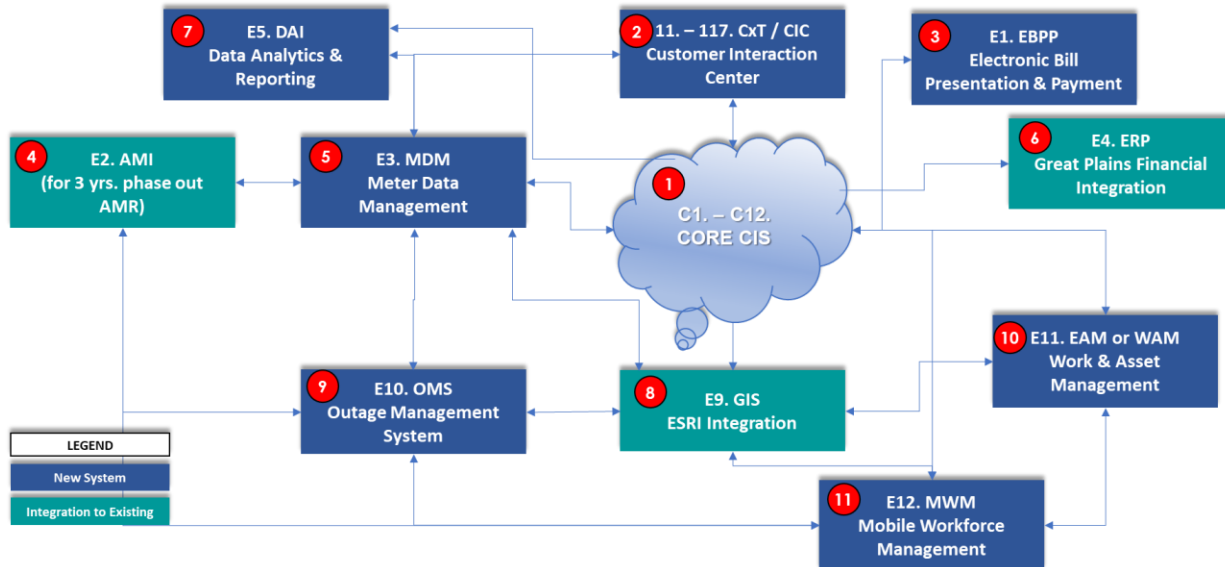 7
E5. DAI
Data Analytics &
Reporting
2
11. – 117. CxT / CIC
Customer Interaction
Center
3
E1. EBPP
Electronic Bill
Presentation & Payment
4
E2. AMI
(for 3 yrs. phase out
AMR)
5
E3. MDM
Meter Data
Management
1
C1. – C12.
CORE CIS
6
E4. ERP
Great Plains Financial
Integration
9
E10. OMS
Outage Management
System
8
E9. GIS
ESRI Integration
10
E11. EAM or WAM
Work & Asset
Management
11
E12. MWM
Mobile Workforce
Management
LEGEND
New System
Integration to Existing